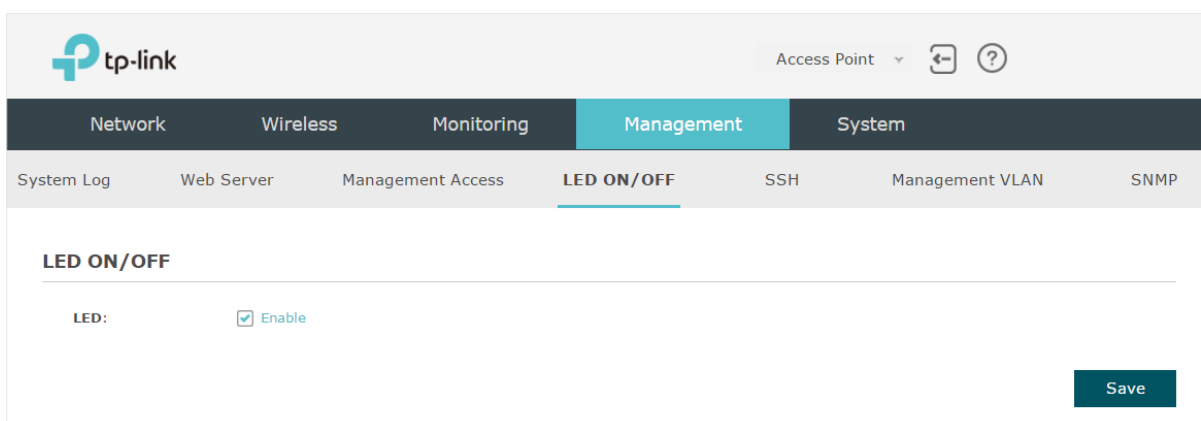 tp-link
Access Point
Network Wireless Monitoring Management System
System Log Web Server Management Access LED ON/OFF SSH Management VLAN SNMP
LED ON/OFF
LED: Enable
Save